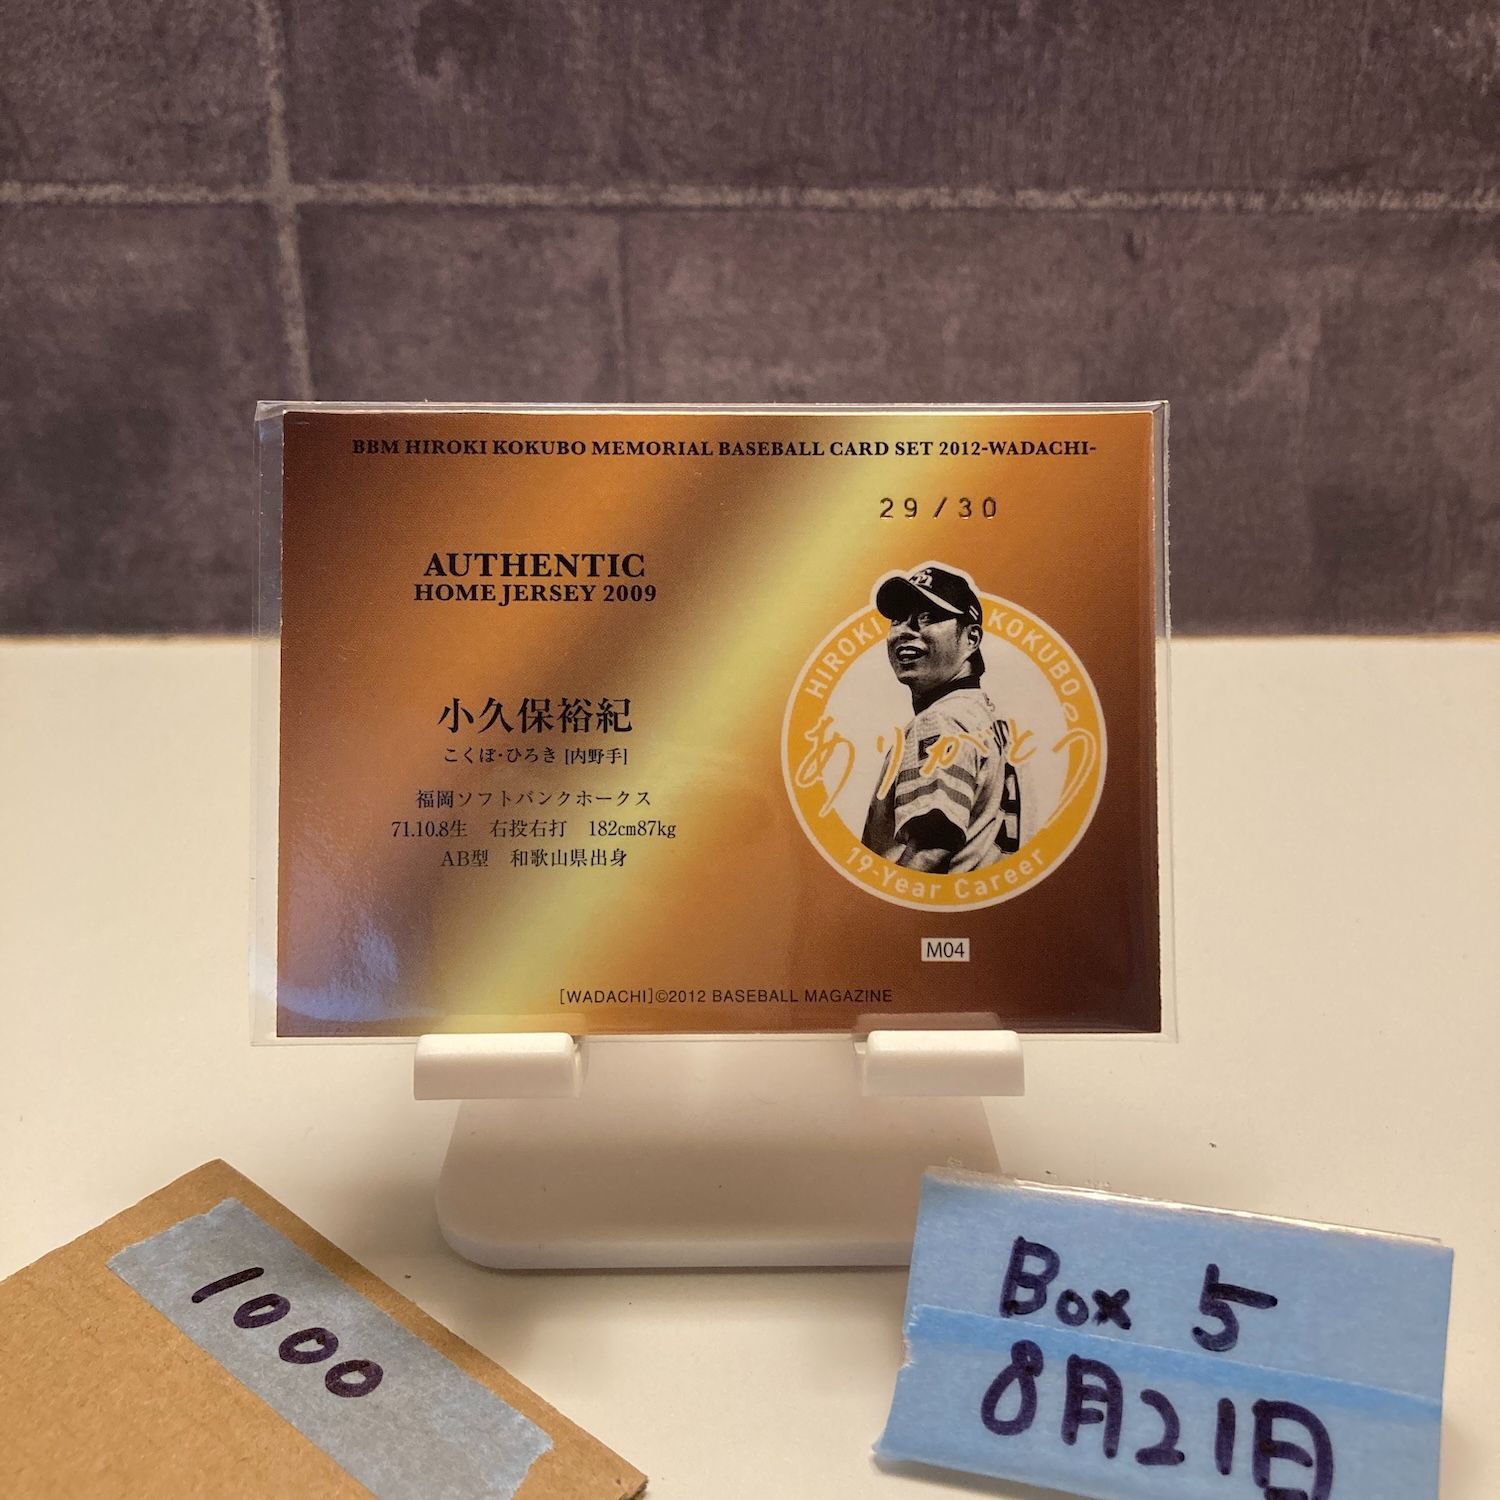 BBM HIROKI KOKUBO MEMORIAL BASEBALL CARD SET 2012-WADACHI-
29/30
AUTHENTIC
HOME JERSEY 2009
小久保裕紀
こくぼ・ひろき [内野手]
福岡ソフトバンクホークス
71.10.8生 右投右打 182cm87kg
AB型 和歌山県出身
HIROKI KOKUBO
ありがとう
19-Year Career
M04
[WADACHI]©2012 BASEBALL MAGAZINE
1000
Box 5
8月21日